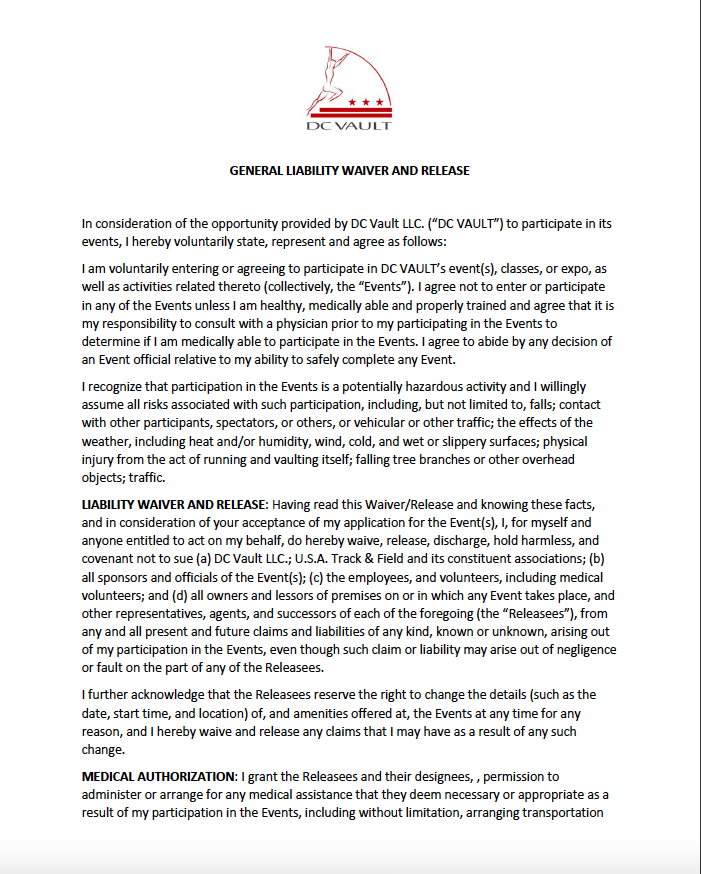 DC VAULT
GENERAL LIABILITY WAIVER AND RELEASE
In consideration of the opportunity provided by DC Vault LLC. (“DC VAULT”) to participate in its
events, I hereby voluntarily state, represent and agree as follows:
I am voluntarily entering or agreeing to participate in DC VAULT’s event(s), classes, or expo, as
well as activities related thereto (collectively, the “Events”). I agree not to enter or participate
in any of the Events unless I am healthy, medically able and properly trained and agree that it is
my responsibility to consult with a physician prior to my participating in the Events to
determine if I am medically able to participate in the Events. I agree to abide by any decision of
an Event official relative to my ability to safely complete any Event.
I recognize that participation in the Events is a potentially hazardous activity and I willingly
assume all risks associated with such participation, including, but not limited to, falls; contact
with other participants, spectators, or others, or vehicular or other traffic; the effects of the
weather, including heat and/or humidity, wind, cold, and wet or slippery surfaces; physical
injury from the act of running and vaulting itself; falling tree branches or other overhead
objects; traffic.
LIABILITY WAIVER AND RELEASE: Having read this Waiver/Release and knowing these facts,
and in consideration of your acceptance of my application for the Event(s), I, for myself and
anyone entitled to act on my behalf, do hereby waive, release, discharge, hold harmless, and
covenant not to sue (a) DC Vault LLC.; U.S.A. Track & Field and its constituent associations; (b)
all sponsors and officials of the Event(s); (c) the employees, and volunteers, including medical
volunteers; and (d) all owners and lessors of premises on or in which any Event takes place, and
other representatives, agents, and successors of each of the foregoing (the “Releasees”), from
any and all present and future claims and liabilities of any kind, known or unknown, arising out
of my participation in the Events, even though such claim or liability may arise out of negligence
or fault on the part of any of the Releasees.
I further acknowledge that the Releasees reserve the right to change the details (such as the
date, start time, and location) of, and amenities offered at, the Events at any time for any
reason, and I hereby waive and release any claims that I may have as a result of any such
change.
MEDICAL AUTHORIZATION: I grant the Releasees and their designees, , permission to
administer or arrange for any medical assistance that they deem necessary or appropriate as a
result of my participation in the Events, including without limitation, arranging transportation